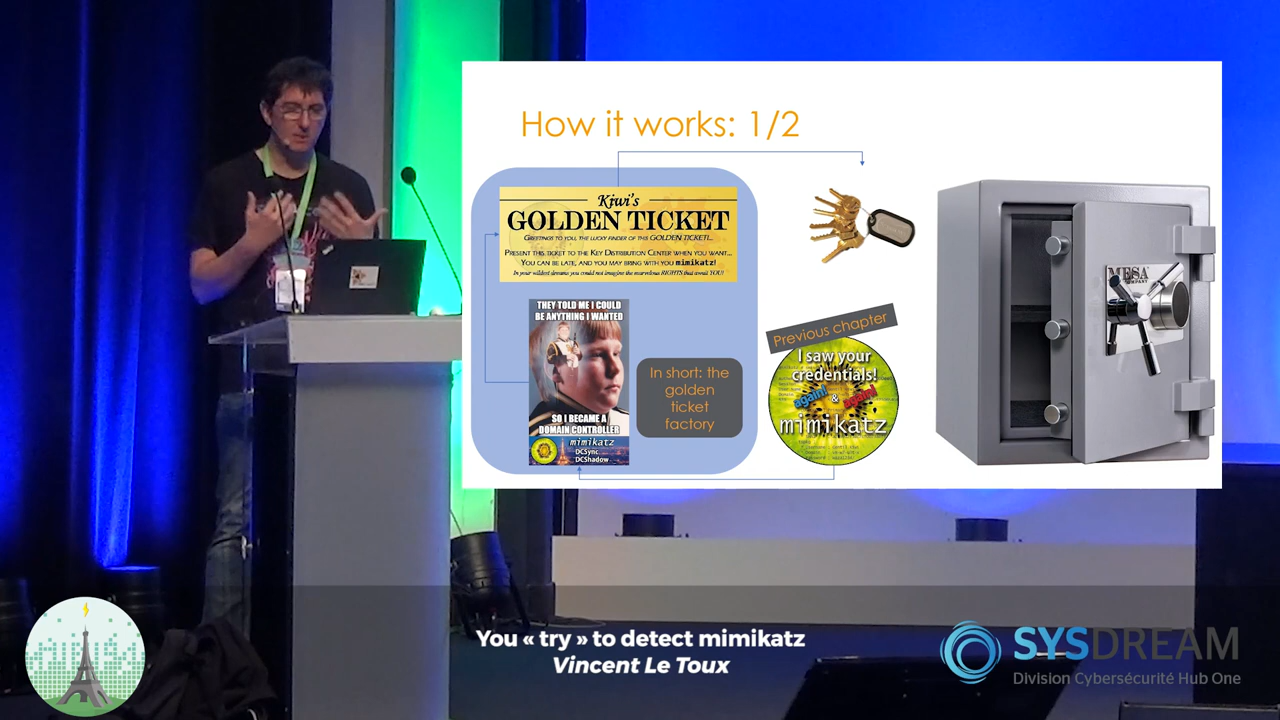 How it works: 1/2
Kiwi's
GOLDEN TICKET
GREETINGS TO YOU, THE LUCKY FINDER OF THIS GOLDEN TICKET!...
PRESENT THIS TICKET TO THE KEY DISTRIBUTION CENTER WHEN YOU WANT...
YOU CAN BE LATE, AND YOU MAY BRING WITH YOU mimikatz!
In your wildest dreams you could not imagine the marvelous RIGHTS that await YOU!
THEY TOLD ME I COULD
BE ANYTHING I WANTED
SO I BECAME A
DOMAIN CONTROLLER
mimikatz
DCSync
DCShadow
In short: the
golden
ticket
factory
Previous chapter
I saw your
credentials!
again! & again!
mimikatz
MESA
You « try » to detect mimikatz
Vincent Le Toux
SYSDREAM
Division Cybersécurité Hub One